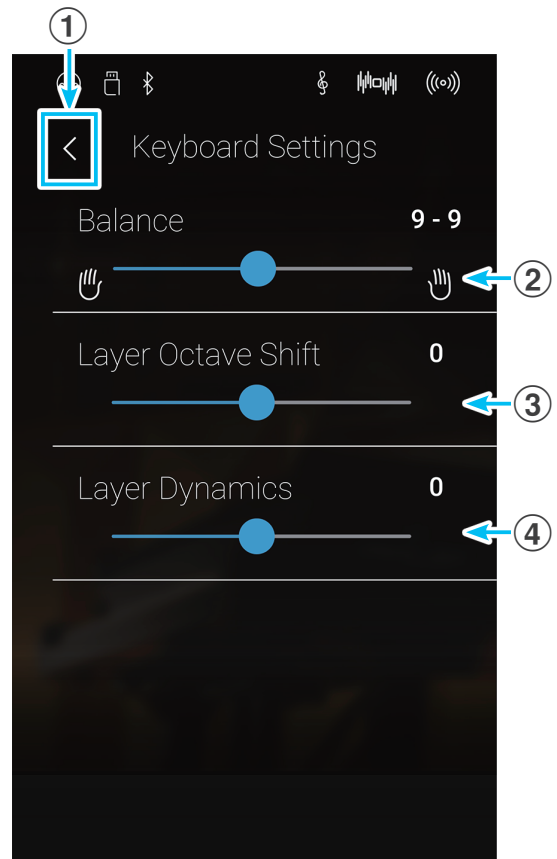 ①
Keyboard Settings
Balance 9 - 9
②
Layer Octave Shift 0
③
Layer Dynamics 0
④